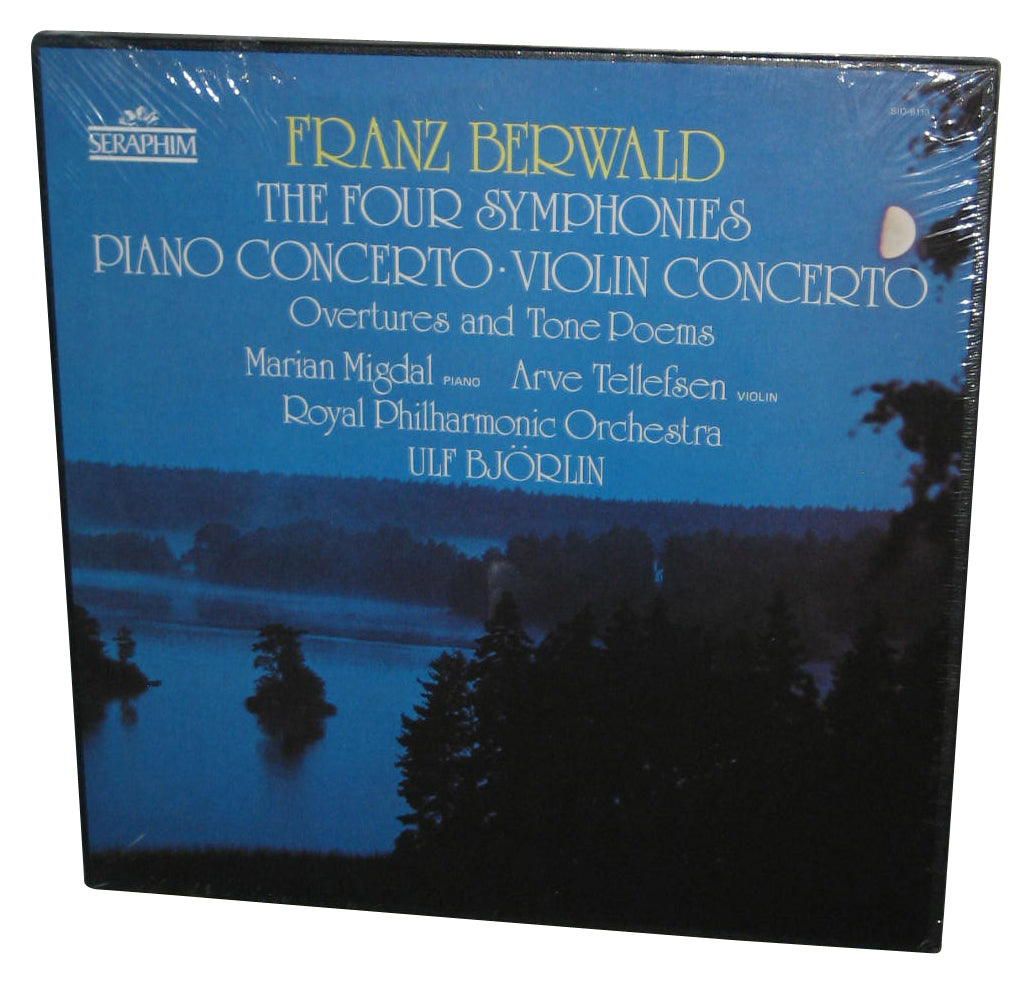 SERAPHIM
FRANZ BERWALD
THE FOUR SYMPHONIES
PIANO CONCERTO · VIOLIN CONCERTO
Overtures and Tone Poems
Marian Migdal PIANO Arve Tellefsen VIOLIN
Royal Philharmonic Orchestra
ULF BJÖRLIN